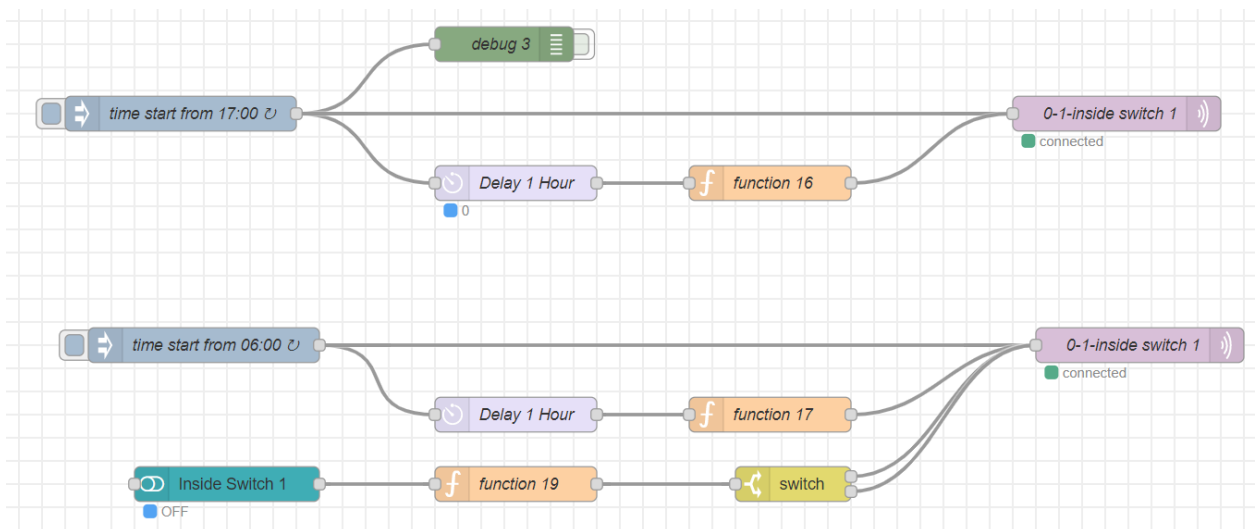 debug 3
time start from 17:00 ↻
0-1-inside switch 1
connected
Delay 1 Hour
function 16
0
time start from 06:00 ↻
0-1-inside switch 1
connected
Delay 1 Hour
function 17
Inside Switch 1
function 19
switch
OFF